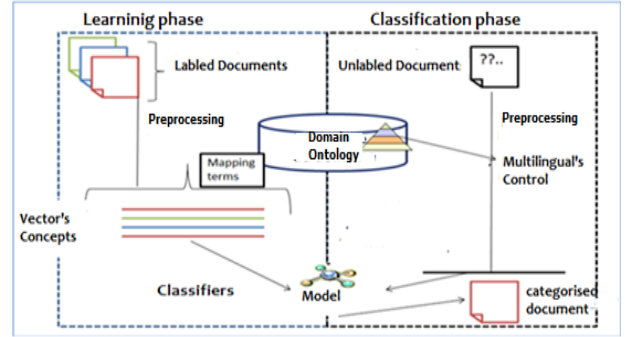 Learninig phase
Classification phase
Labled Documents
Unlabled Document
??..
Preprocessing
Preprocessing
Domain
Ontology
Mapping
terms
Multilingual's
Control
Vector's
Concepts
Classifiers
Model
categorised
document